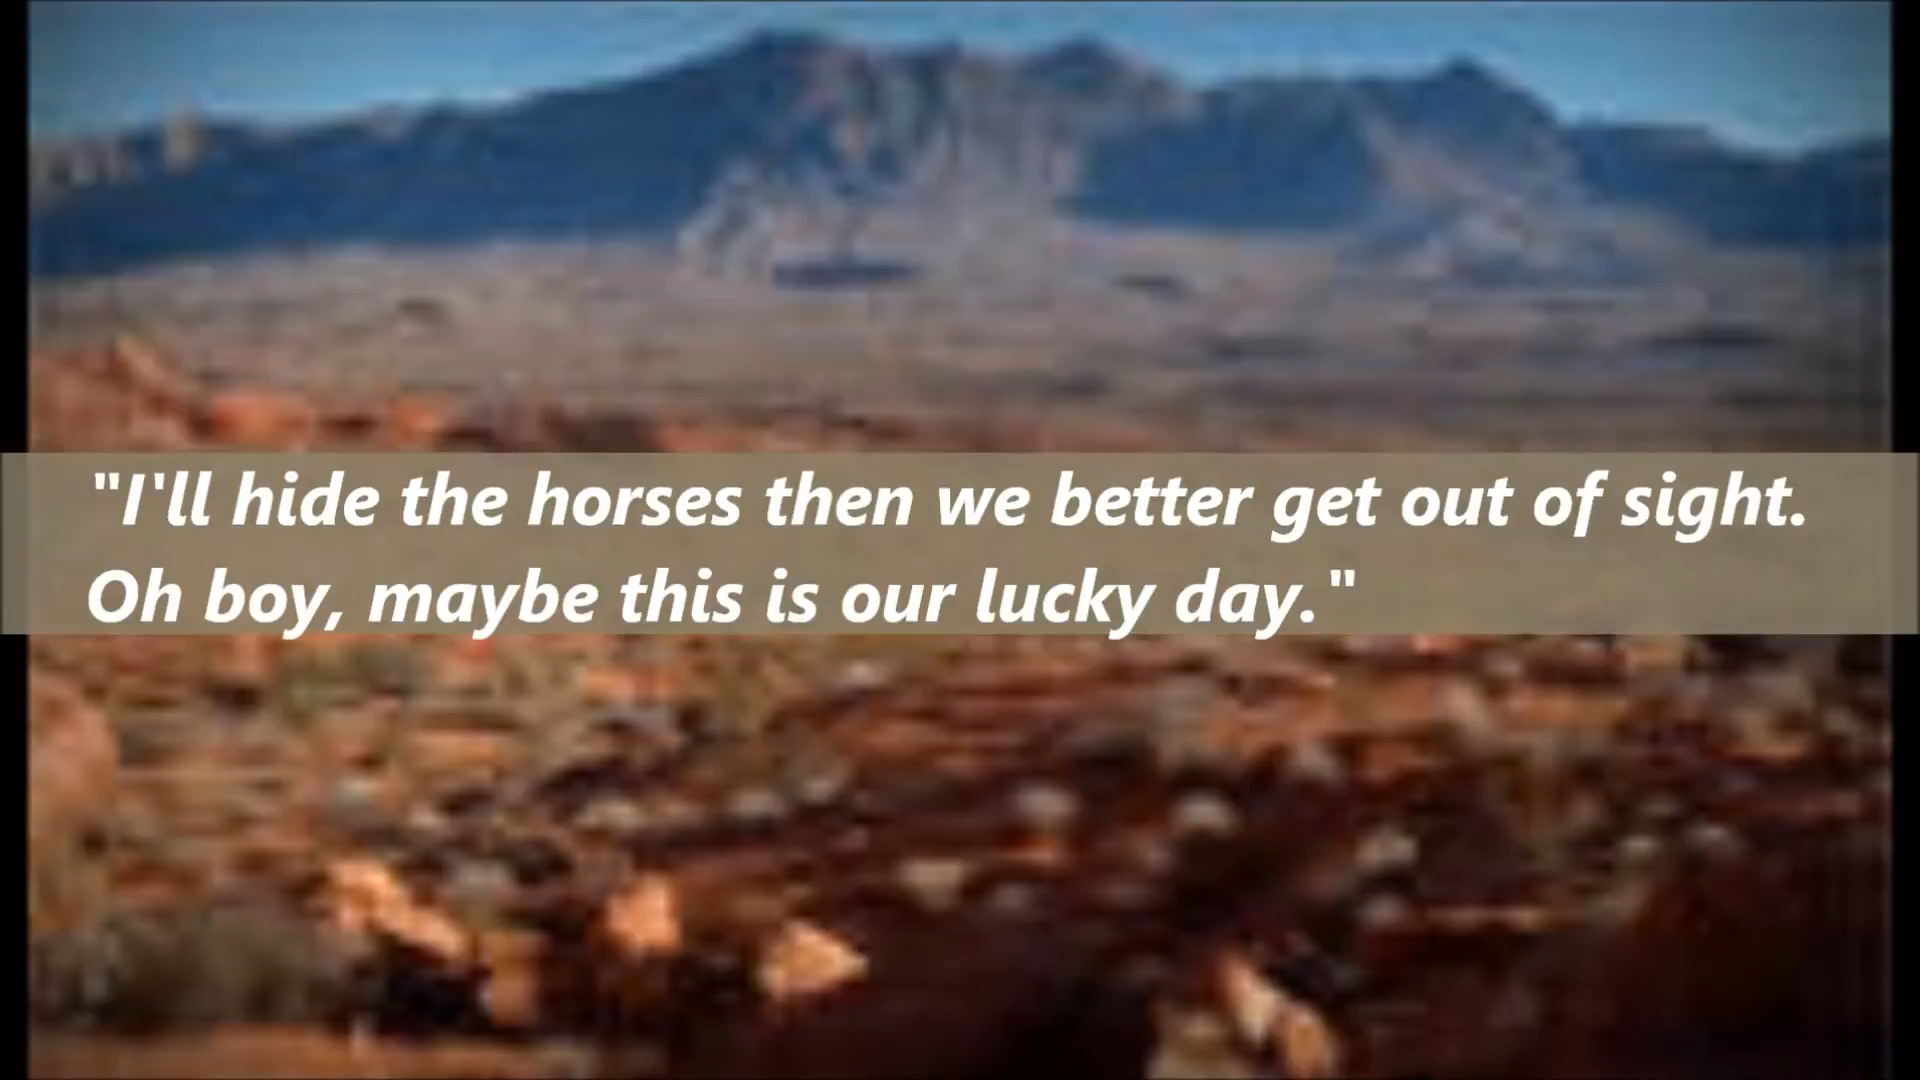 "I'll hide the horses then we better get out of sight.
Oh boy, maybe this is our lucky day."